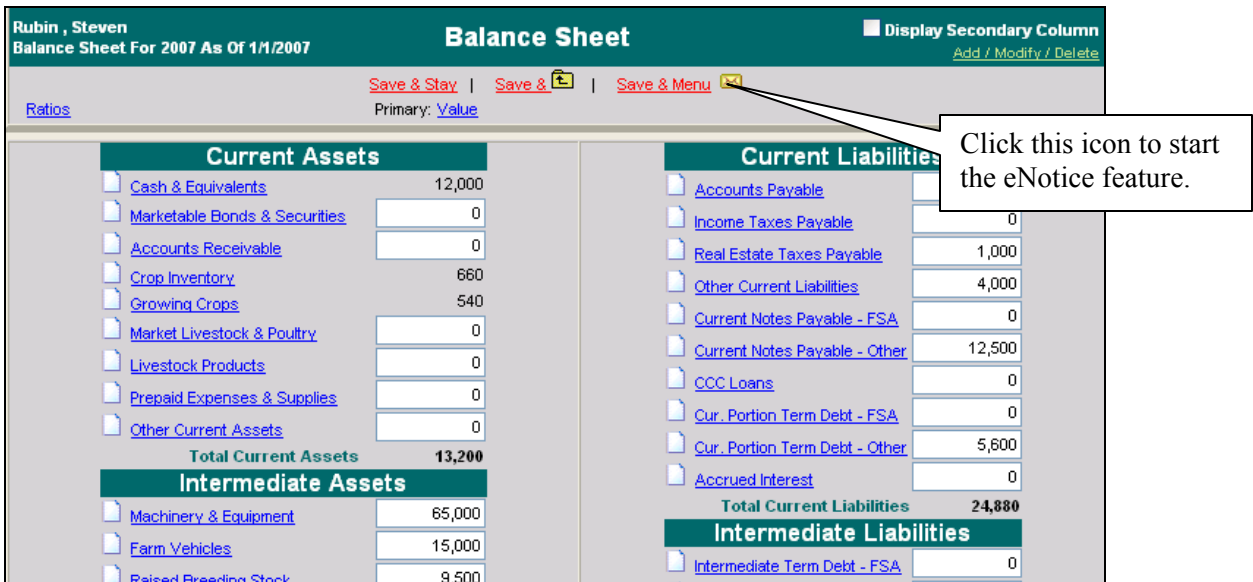 Rubin , Steven
Balance Sheet For 2007 As Of 1/1/2007
Balance Sheet
Display Secondary Column
Add / Modify / Delete
Save & Stay | Save & | Save & Menu
Ratios
Primary: Value
Click this icon to start
the eNotice feature.
Current Assets
Cash & Equivalents 12,000
Marketable Bonds & Securities 0
Accounts Receivable 0
Crop Inventory 660
Growing Crops 540
Market Livestock & Poultry 0
Livestock Products 0
Prepaid Expenses & Supplies 0
Other Current Assets 0
Total Current Assets 13,200
Intermediate Assets
Machinery & Equipment 65,000
Farm Vehicles 15,000
Raised Breeding Stock 9,500
Current Liabilities
Accounts Payable
Income Taxes Payable 0
Real Estate Taxes Payable 1,000
Other Current Liabilities 4,000
Current Notes Payable - FSA 0
Current Notes Payable - Other 12,500
CCC Loans 0
Cur. Portion Term Debt - FSA 0
Cur. Portion Term Debt - Other 5,600
Accrued Interest 0
Total Current Liabilities 24,880
Intermediate Liabilities
Intermediate Term Debt - FSA 0